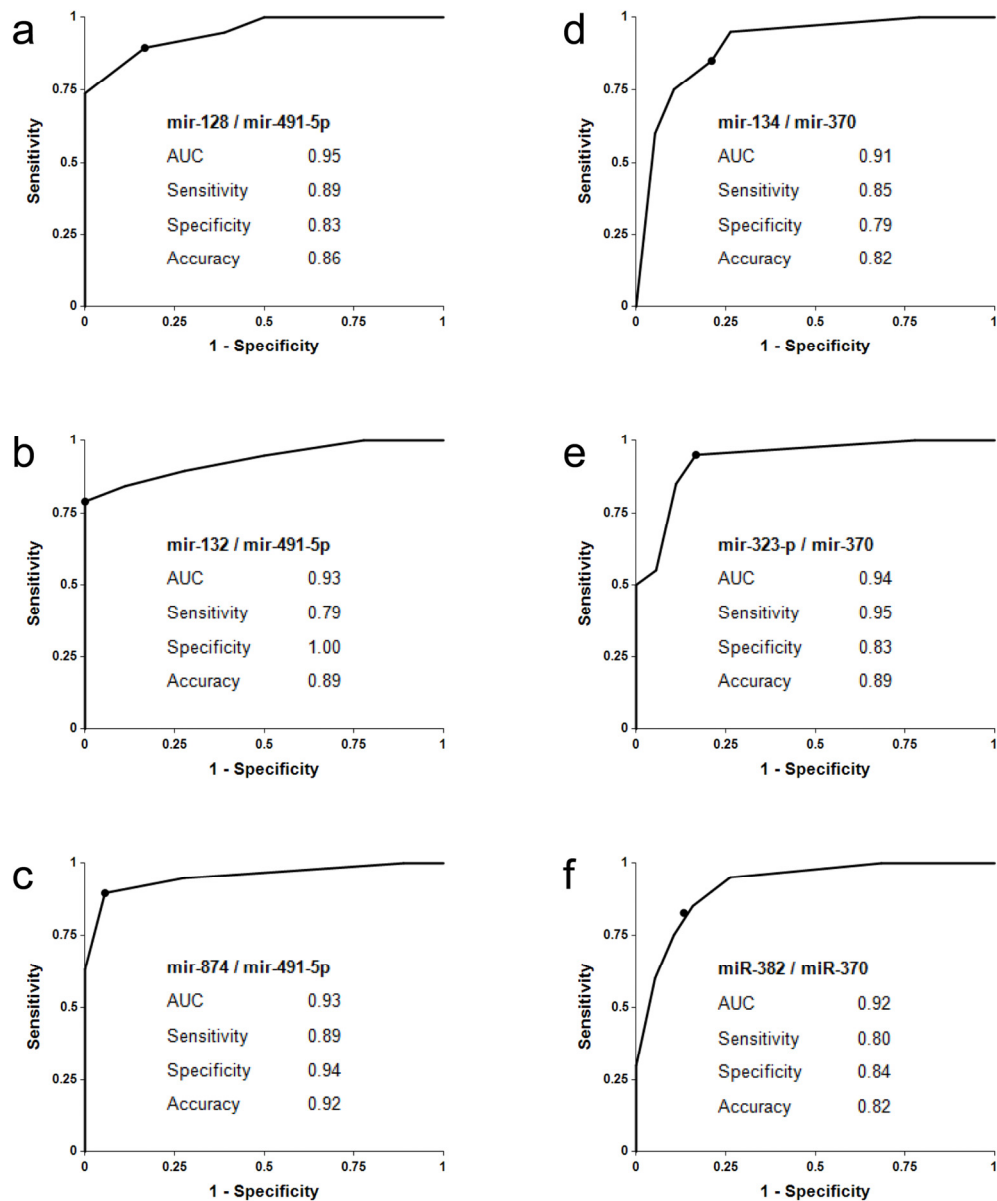 a
1
0.75
0.5
0.25
0
Sensitivity
mir-128 / mir-491-5p
AUC 0.95
Sensitivity 0.89
Specificity 0.83
Accuracy 0.86
0 0.25 0.5 0.75 1
1 - Specificity
d
1
0.75
0.5
0.25
0
Sensitivity
mir-134 / mir-370
AUC 0.91
Sensitivity 0.85
Specificity 0.79
Accuracy 0.82
0 0.25 0.5 0.75 1
1 - Specificity
b
1
0.75
0.5
0.25
0
Sensitivity
mir-132 / mir-491-5p
AUC 0.93
Sensitivity 0.79
Specificity 1.00
Accuracy 0.89
0 0.25 0.5 0.75 1
1 - Specificity
e
1
0.75
0.5
0.25
0
Sensitivity
mir-323-p / mir-370
AUC 0.94
Sensitivity 0.95
Specificity 0.83
Accuracy 0.89
0 0.25 0.5 0.75 1
1 - Specificity
c
1
0.75
0.5
0.25
0
Sensitivity
mir-874 / mir-491-5p
AUC 0.93
Sensitivity 0.89
Specificity 0.94
Accuracy 0.92
0 0.25 0.5 0.75 1
1 - Specificity
f
1
0.75
0.5
0.25
0
Sensitivity
miR-382 / miR-370
AUC 0.92
Sensitivity 0.80
Specificity 0.84
Accuracy 0.82
0 0.25 0.5 0.75 1
1 - Specificity